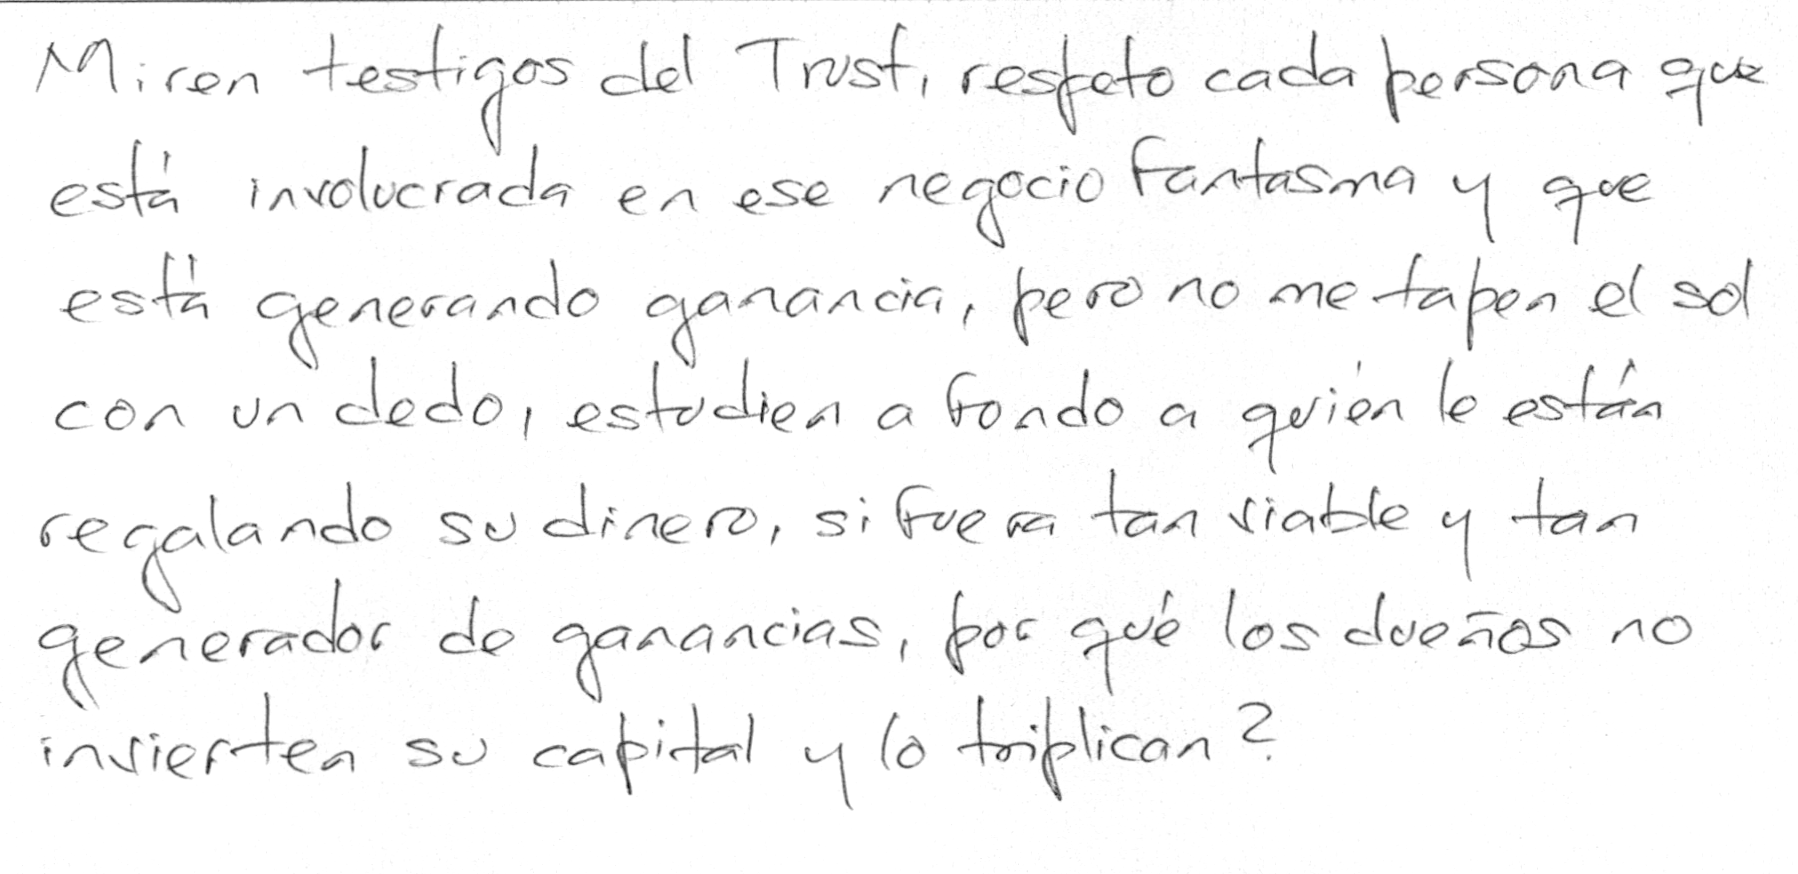 Miren testigos del Trust, respeto cada persona que
está involucrada en ese negocio fantasma y que
está generando ganancia, pero no me tapen el sol
con un dedo, estudien a fondo a quién le están
regalando su dinero, si fuera tan viable y tan
generador de ganancias, por qué los dueños no
invierten su capital y lo triplican?